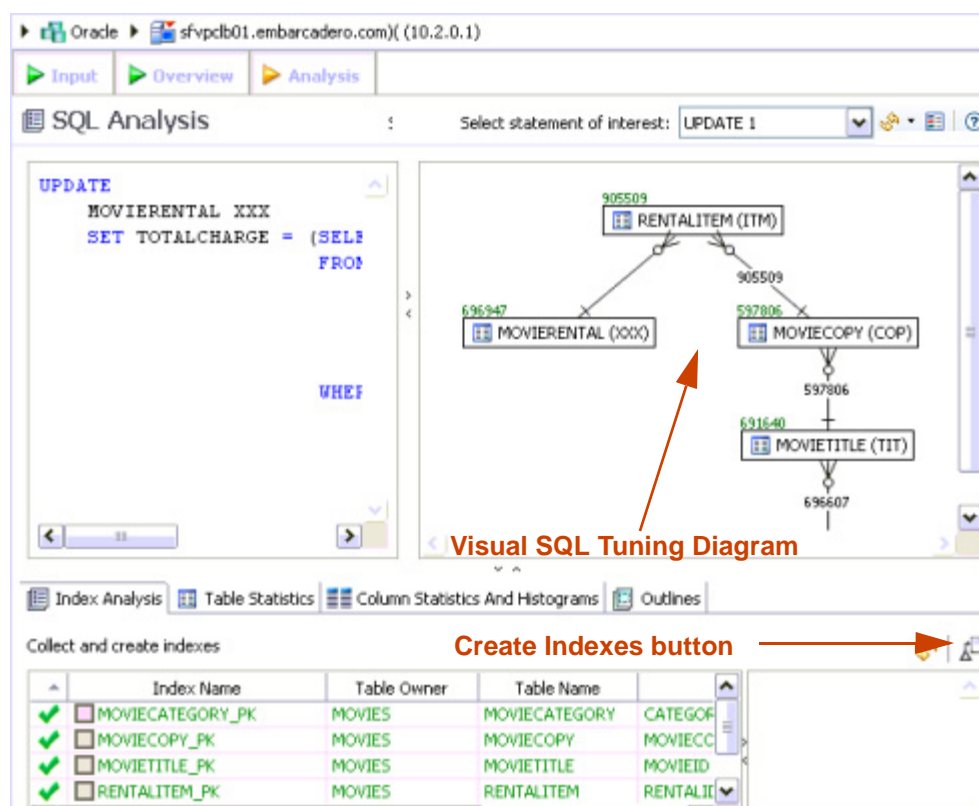 Oracle sfvpclb01.embarcadero.com)( (10.2.0.1)
Input Overview Analysis
SQL Analysis Select statement of interest: UPDATE 1
UPDATE
MOVIERENTAL XXX
SET TOTALCHARGE = (SELE
FROM
WHEF
905509
RENTALITEM (ITM)
905509
696947
MOVIERENTAL (XXX)
597806
MOVIECOPY (COP)
597806
691640
MOVIETITLE (TIT)
696607
Visual SQL Tuning Diagram
Index Analysis Table Statistics Column Statistics And Histograms Outlines
Collect and create indexes
Create Indexes button
Index Name Table Owner Table Name
MOVIECATEGORY_PK MOVIES MOVIECATEGORY CATEGOR
MOVIECOPY_PK MOVIES MOVIECOPY MOVIECC
MOVIETITLE_PK MOVIES MOVIETITLE MOVIEID
RENTALITEM_PK MOVIES RENTALITEM RENTALIT